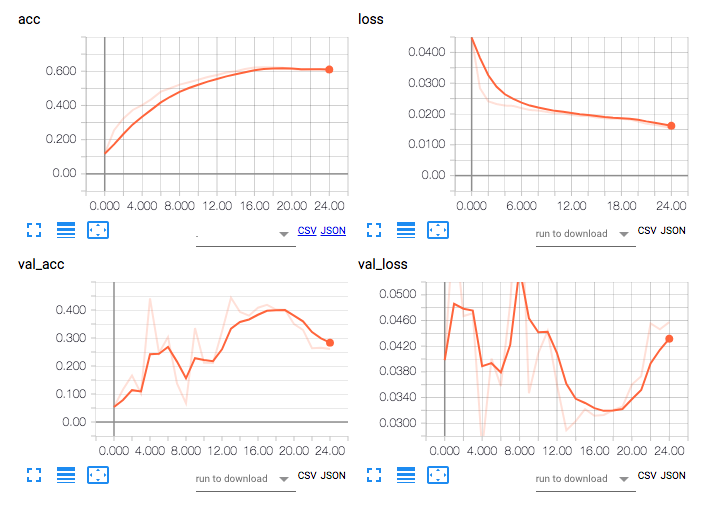 acc
0.600
0.400
0.200
0.00
0.000 4.000 8.000 12.00 16.00 20.00 24.00
CSV JSON
loss
0.0400
0.0300
0.0200
0.0100
0.00
0.000 6.000 12.00 18.00 24.00
run to download CSV JSON
val_acc
0.400
0.300
0.200
0.100
0.00
0.000 4.000 8.000 12.00 16.00 20.00 24.00
run to download CSV JSON
val_loss
0.0500
0.0460
0.0420
0.0380
0.0340
0.0300
0.000 4.000 8.000 12.00 16.00 20.00 24.00
run to download CSV JSON